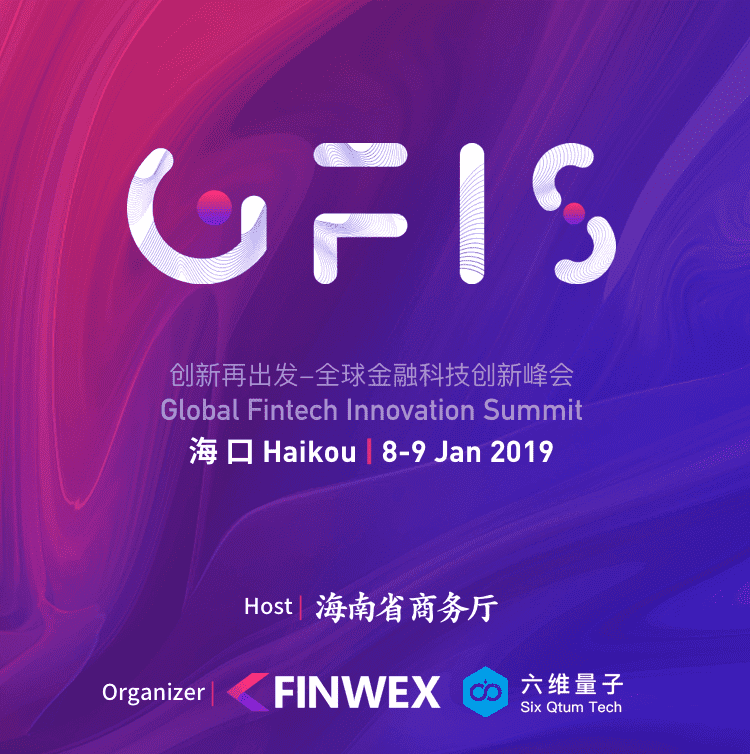 GFIS
创新再出发–全球金融科技创新峰会
Global Fintech Innovation Summit
海口 Haikou | 8-9 Jan 2019
Host | 海南省商务厅
Organizer | FINWEX 六维量子
Six Qtum Tech